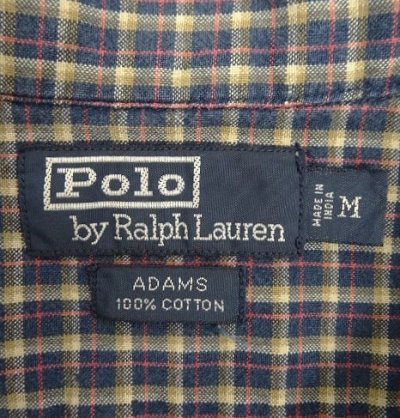 Polo
by Ralph Lauren
MADE IN
INDIA
M
ADAMS
100% COTTON